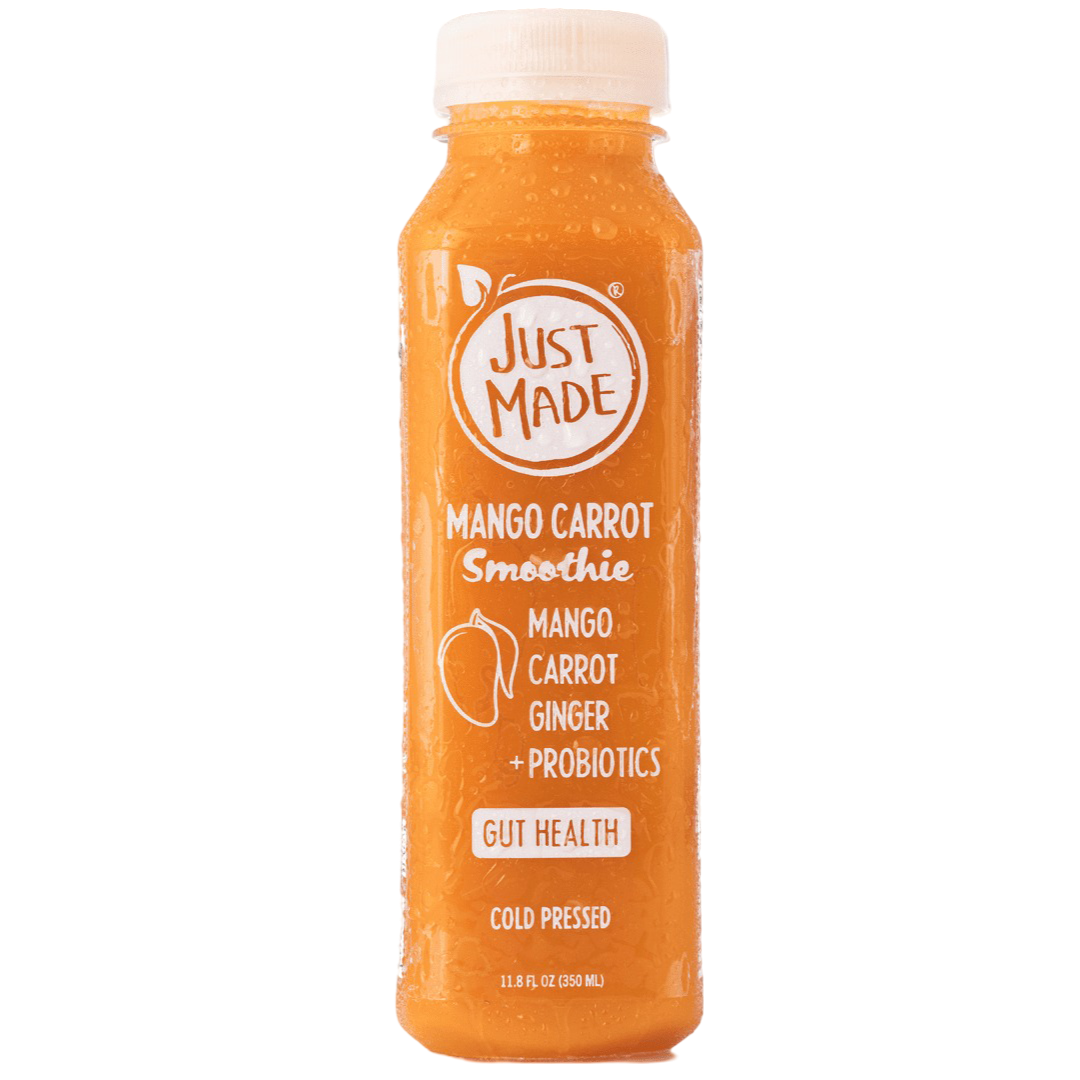 JUST
MADE
®
MANGO CARROT
Smoothie
MANGO
CARROT
GINGER
+PROBIOTICS
GUT HEALTH
COLD PRESSED
11.8 FL OZ (350 ML)